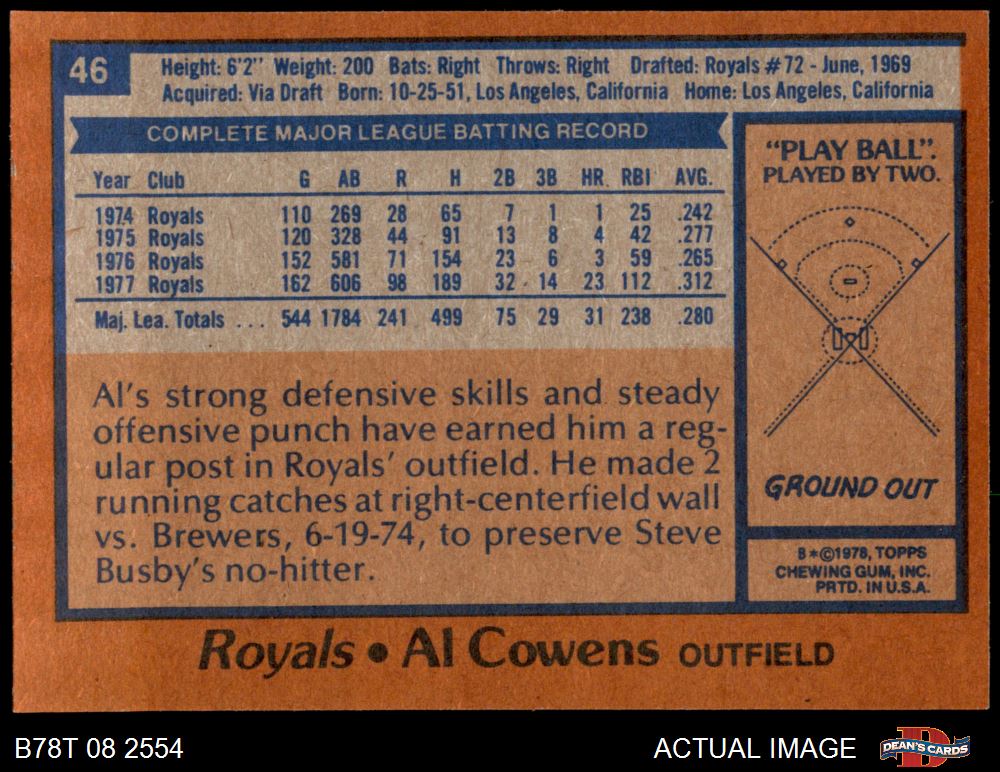 46
Height: 6'2" Weight: 200 Bats: Right Throws: Right Drafted: Royals #72 - June, 1969
Acquired: Via Draft Born: 10-25-51, Los Angeles, California Home: Los Angeles, California
COMPLETE MAJOR LEAGUE BATTING RECORD
Year Club G AB R H 2B 3B HR RBI AVG.
1974 Royals 110 269 28 65 7 1 1 25 .242
1975 Royals 120 328 44 91 13 8 4 42 .277
1976 Royals 152 581 71 154 23 6 3 59 .265
1977 Royals 162 606 98 189 32 14 23 112 .312
Maj. Lea. Totals ... 544 1784 241 499 75 29 31 238 .280
Al's strong defensive skills and steady
offensive punch have earned him a reg-
ular post in Royals' outfield. He made 2
running catches at right-centerfield wall
vs. Brewers, 6-19-74, to preserve Steve
Busby's no-hitter.
"PLAY BALL".
PLAYED BY TWO.
GROUND OUT
B*©1978, TOPPS
CHEWING GUM, INC.
PRTD. IN U.S.A.
Royals • Al Cowens OUTFIELD
B78T 08 2554
ACTUAL IMAGE
D
DEAN'S CARDS